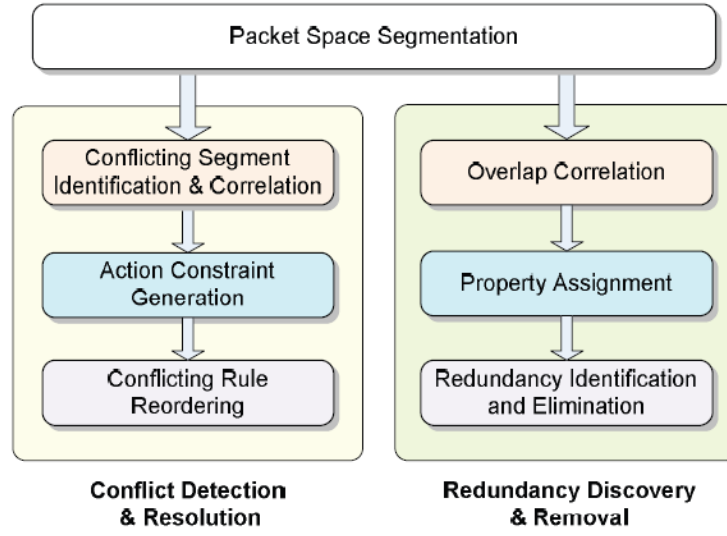 Packet Space Segmentation
Conflicting Segment
Identification & Correlation
Action Constraint
Generation
Conflicting Rule
Reordering
Conflict Detection
& Resolution
Overlap Correlation
Property Assignment
Redundancy Identification
and Elimination
Redundancy Discovery
& Removal